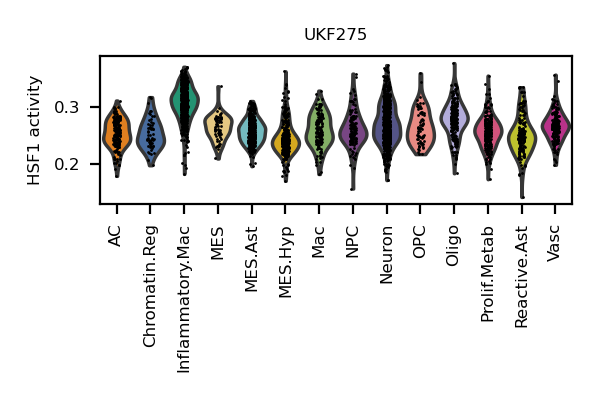 UKF275
HSF1 activity
0.3
0.2
AC
Chromatin.Reg
Inflammatory.Mac
MES
MES.Ast
MES.Hyp
Mac
NPC
Neuron
OPC
Oligo
Prolif.Metab
Reactive.Ast
Vasc